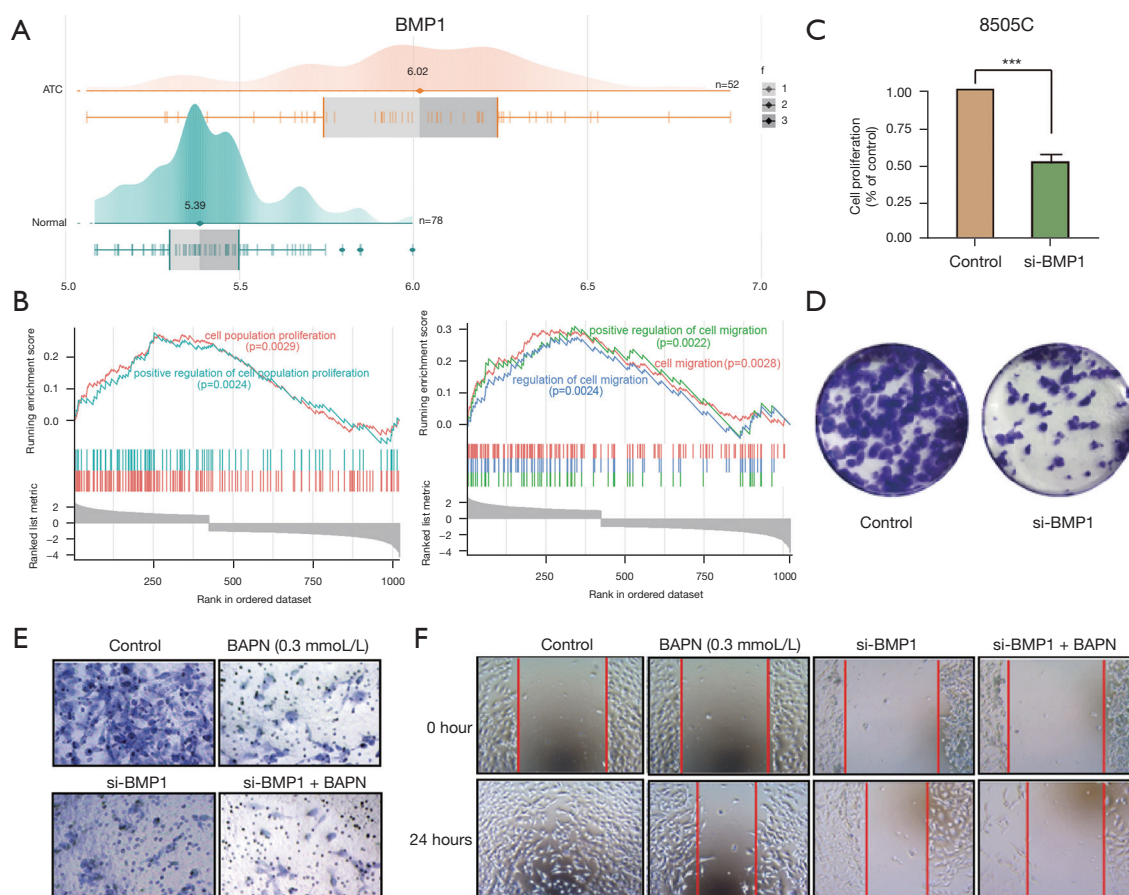 A
BMP1
ATC
6.02
n=52
f
1
2
3
Normal
5.39
n=78
5.0
5.5
6.0
6.5
7.0
B
Running enrichment score
0.2
0.1
0.0
cell population proliferation
(p=0.0029)
positive regulation of cell population proliferation
(p=0.0024)
Ranked list metric
2
0
−2
−4
250
500
750
1000
Rank in ordered dataset
Running enrichment score
0.3
0.2
0.1
0.0
positive regulation of cell migration
(p=0.0022)
cell migration (p=0.0028)
regulation of cell migration
(p=0.0024)
Ranked list metric
2
0
−2
−4
250
500
750
1000
Rank in ordered dataset
C
8505C
***
Cell proliferation
(% of control)
1.00
0.75
0.50
0.25
0.00
Control
si-BMP1
D
Control
si-BMP1
E
Control
BAPN (0.3 mmoL/L)
si-BMP1
si-BMP1 + BAPN
F
Control
BAPN (0.3 mmoL/L)
si-BMP1
si-BMP1 + BAPN
0 hour
24 hours